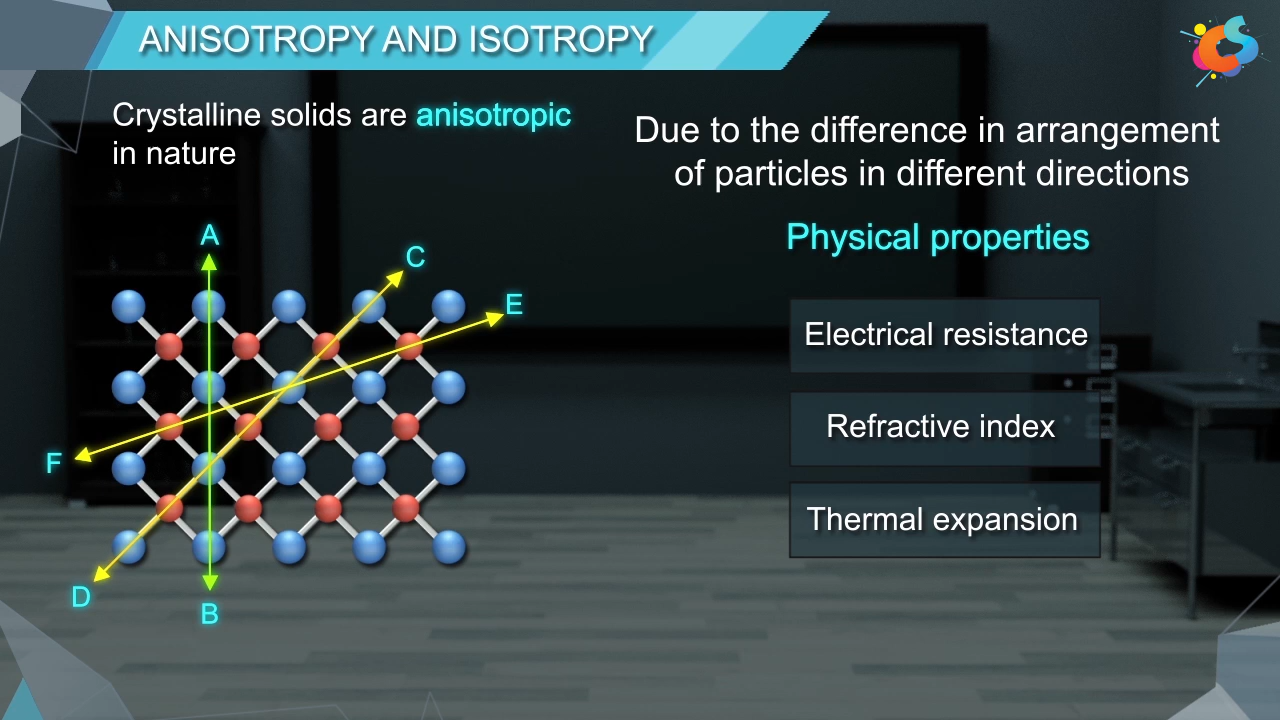 ANISOTROPY AND ISOTROPY
Crystalline solids are anisotropic
in nature
Due to the difference in arrangement
of particles in different directions
Physical properties
Electrical resistance
Refractive index
Thermal expansion
A
C
E
F
D
B
CS